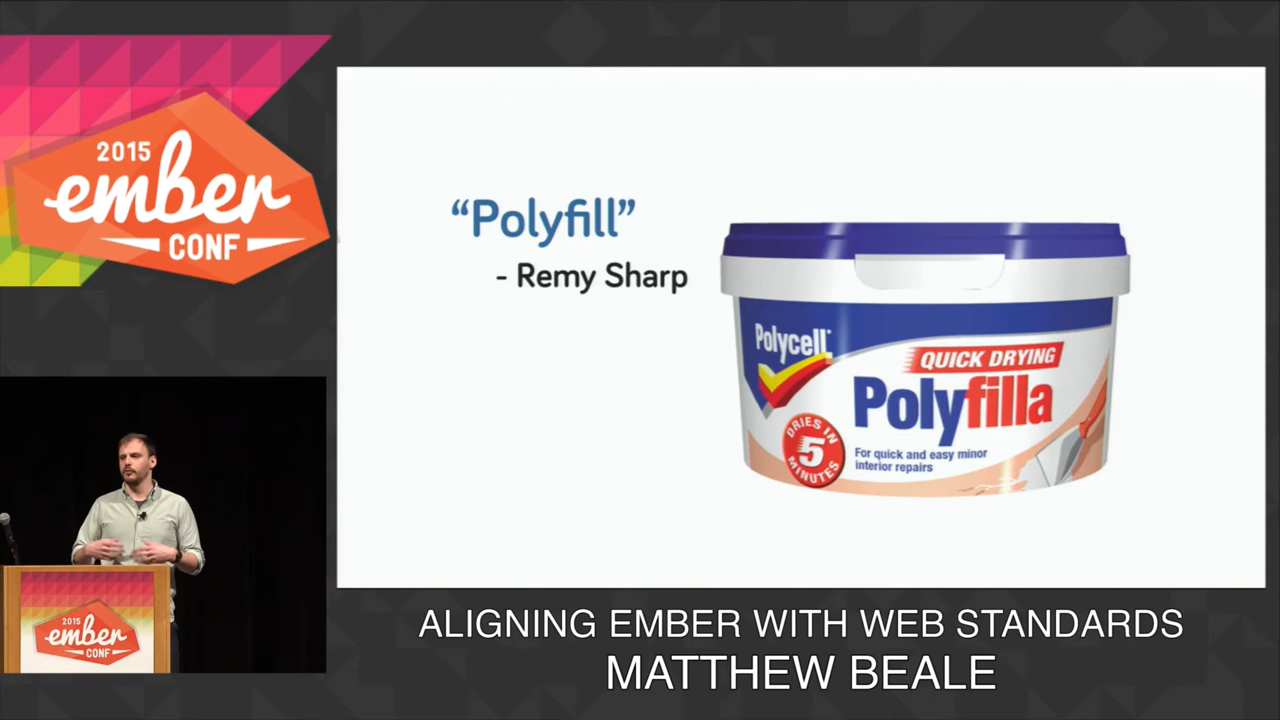 2015
ember
CONF
“Polyfill”
- Remy Sharp
Polycell
QUICK DRYING
Polyfilla
DRIES IN
5
MINUTES
For quick and easy minor
interior repairs
2015
ember
CONF
ALIGNING EMBER WITH WEB STANDARDS
MATTHEW BEALE